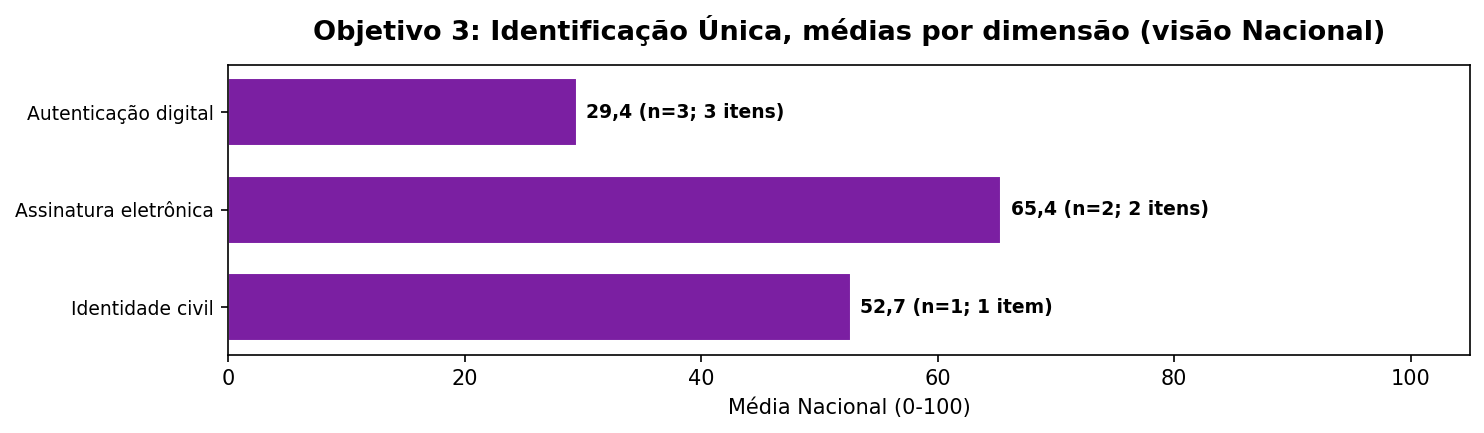 Objetivo 3: Identificação Única, médias por dimensão (visão Nacional)
Autenticação digital
29,4 (n=3; 3 itens)
Assinatura eletrônica
65,4 (n=2; 2 itens)
Identidade civil
52,7 (n=1; 1 item)
0 20 40 60 80 100
Média Nacional (0-100)